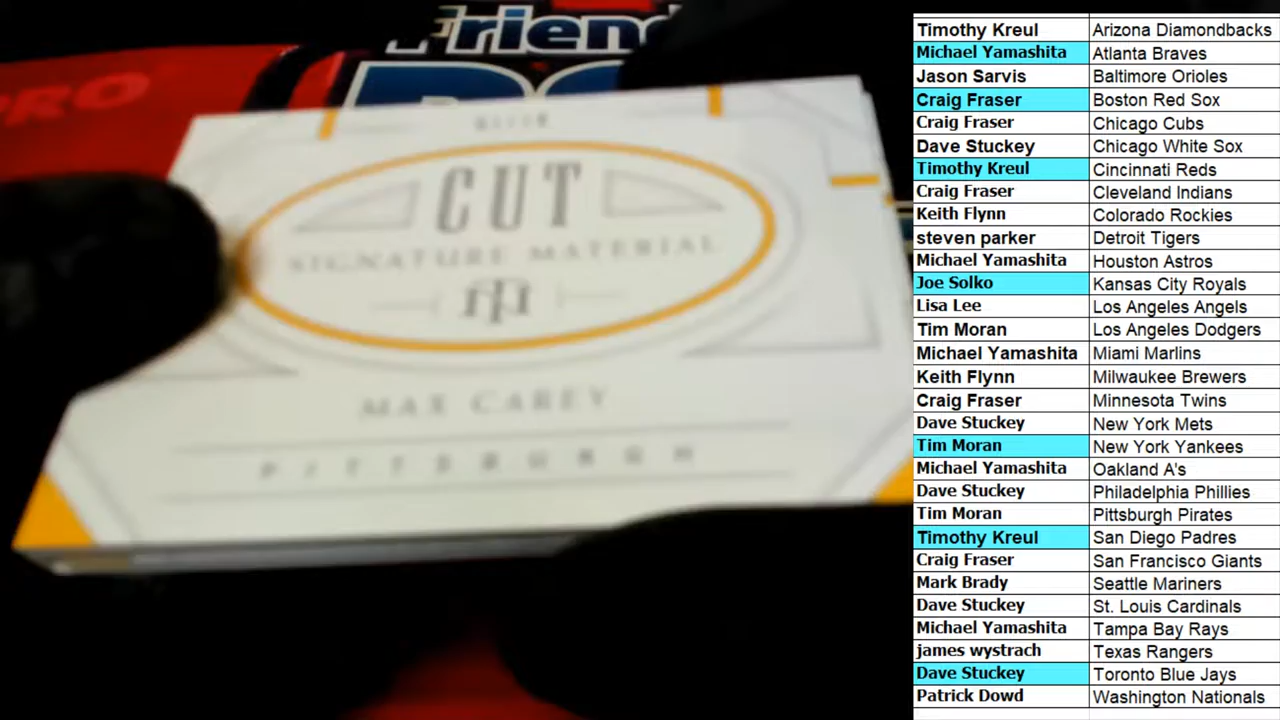 Friend
PRO
CUT
SIGNATURE MATERIAL
MAX CAREY
PITTSBURGH
Timothy Kreul Arizona Diamondbacks
Michael Yamashita Atlanta Braves
Jason Sarvis Baltimore Orioles
Craig Fraser Boston Red Sox
Craig Fraser Chicago Cubs
Dave Stuckey Chicago White Sox
Timothy Kreul Cincinnati Reds
Craig Fraser Cleveland Indians
Keith Flynn Colorado Rockies
steven parker Detroit Tigers
Michael Yamashita Houston Astros
Joe Solko Kansas City Royals
Lisa Lee Los Angeles Angels
Tim Moran Los Angeles Dodgers
Michael Yamashita Miami Marlins
Keith Flynn Milwaukee Brewers
Craig Fraser Minnesota Twins
Dave Stuckey New York Mets
Tim Moran New York Yankees
Michael Yamashita Oakland A's
Dave Stuckey Philadelphia Phillies
Tim Moran Pittsburgh Pirates
Timothy Kreul San Diego Padres
Craig Fraser San Francisco Giants
Mark Brady Seattle Mariners
Dave Stuckey St. Louis Cardinals
Michael Yamashita Tampa Bay Rays
james wystrach Texas Rangers
Dave Stuckey Toronto Blue Jays
Patrick Dowd Washington Nationals